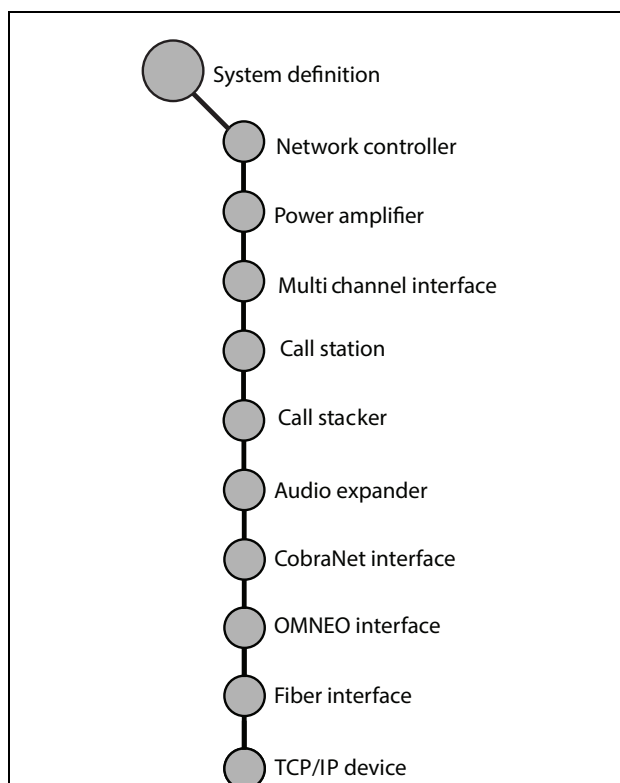 System definition
Network controller
Power amplifier
Multi channel interface
Call station
Call stacker
Audio expander
CobraNet interface
OMNEO interface
Fiber interface
TCP/IP device